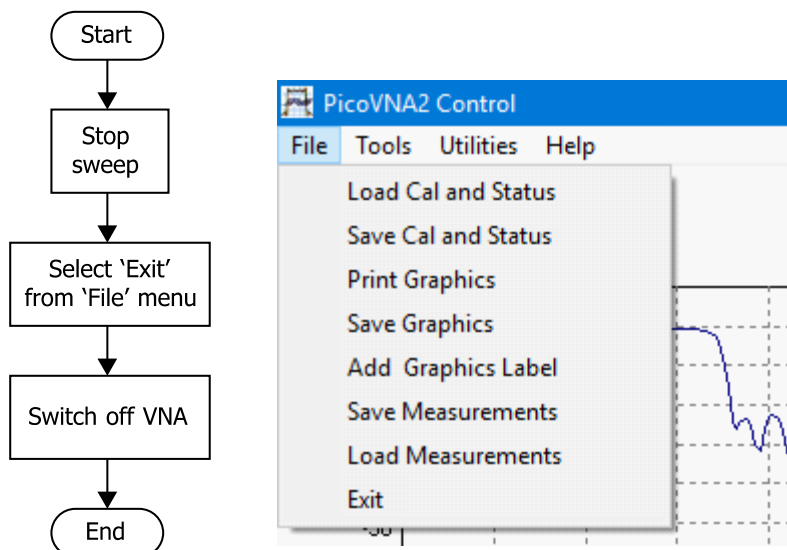 Start
Stop
sweep
Select ‘Exit’
from ‘File’ menu
Switch off VNA
End
PicoVNA2 Control
File Tools Utilities Help
Load Cal and Status
Save Cal and Status
Print Graphics
Save Graphics
Add  Graphics Label
Save Measurements
Load Measurements
Exit